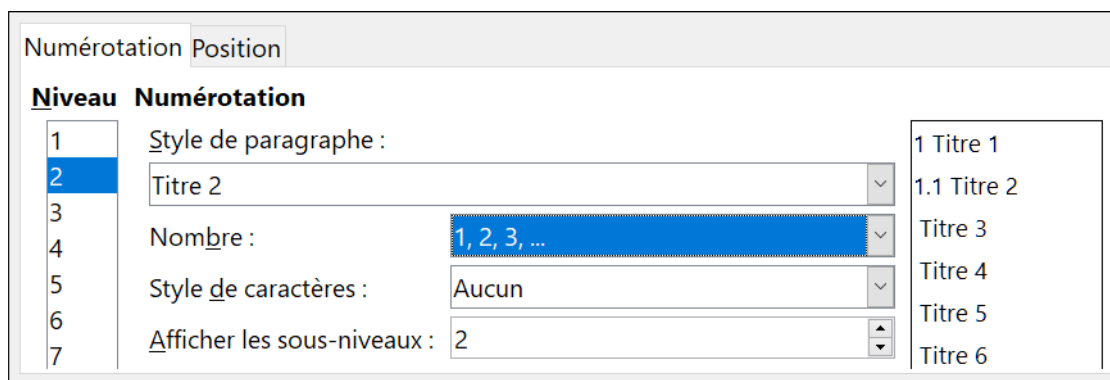 Numérotation Position
Niveau Numérotation
1
2
3
4
5
6
7
Style de paragraphe :
Titre 2
Nombre : 1, 2, 3, ...
Style de caractères : Aucun
Afficher les sous-niveaux : 2
1 Titre 1
1.1 Titre 2
Titre 3
Titre 4
Titre 5
Titre 6